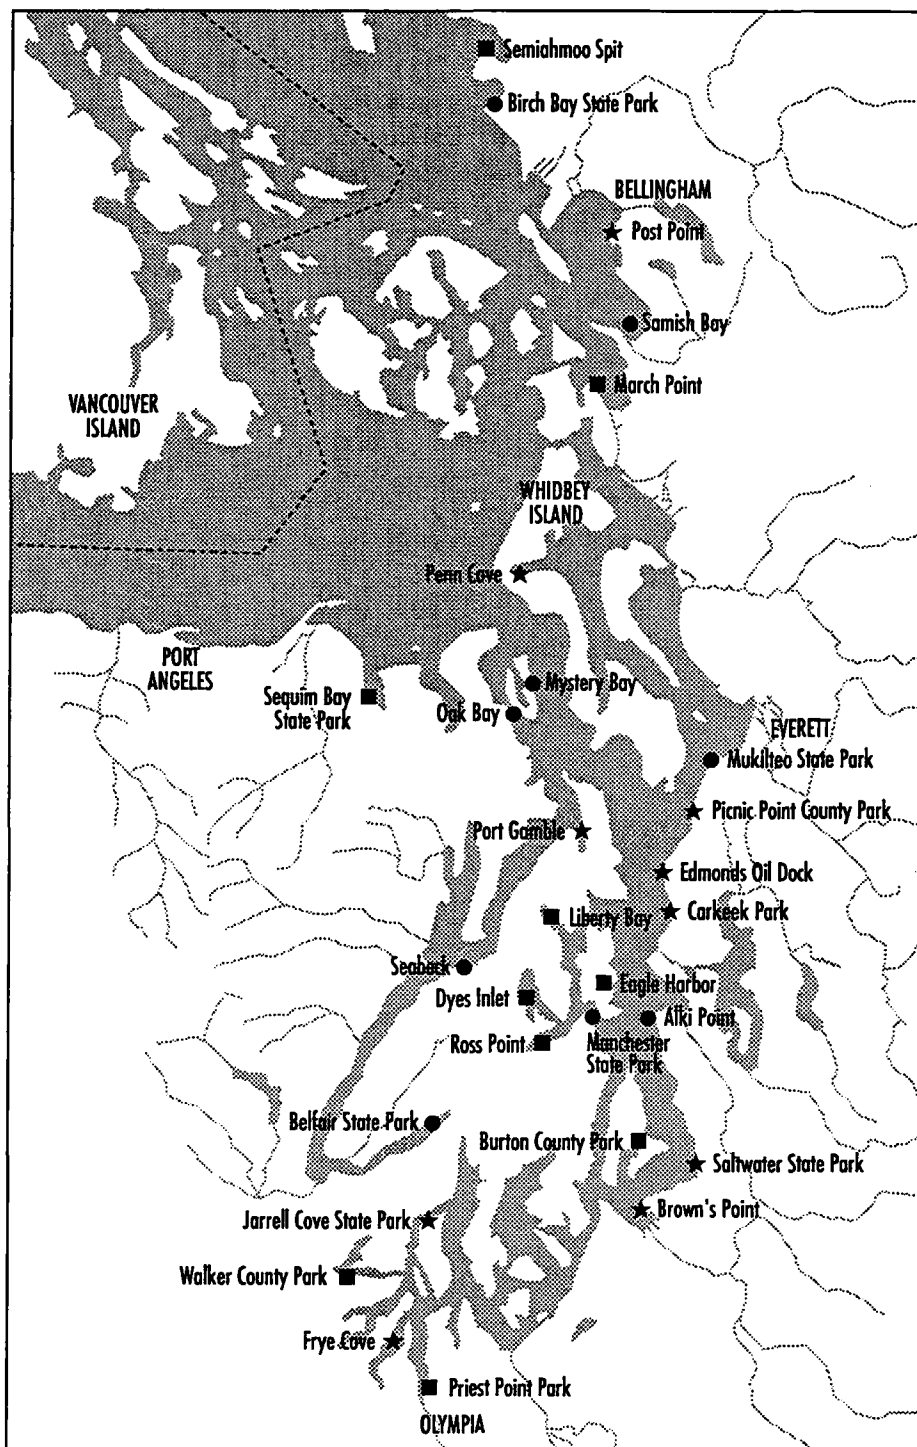 Semiahmoo Spit
Birch Bay State Park
BELLINGHAM
Post Point
Samish Bay
March Point
VANCOUVER
ISLAND
WHIDBEY
ISLAND
Penn Cove
PORT
ANGELES
Mystery Bay
Sequim Bay
State Park
Oak Bay
EVERETT
Mukilteo State Park
Picnic Point County Park
Port Gamble
Edmonds Oil Dock
Carkeek Park
Liberty Bay
Seaback
Eagle Harbor
Dyes Inlet
Alki Point
Ross Point
Manchester
State Park
Belfair State Park
Burton County Park
Saltwater State Park
Brown's Point
Jarrell Cove State Park
Walker County Park
Frye Cove
Priest Point Park
OLYMPIA